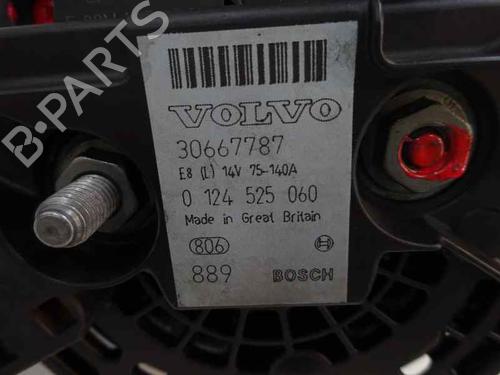 VOLVO
30667787
E8 (L) 14V 75-140A
0 124 525 060
Made in Great Britain
806
889 BOSCH
B-PARTS